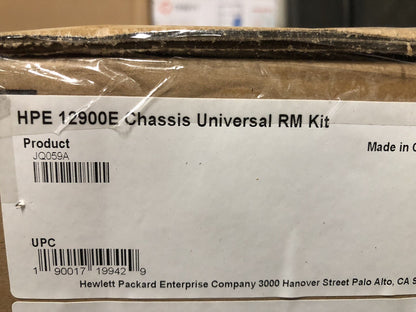 HPE 12900E Chassis Universal RM Kit
Product
JQ059A
Made in
UPC
1 90017 19942 9
Hewlett Packard Enterprise Company 3000 Hanover Street Palo Alto, CA